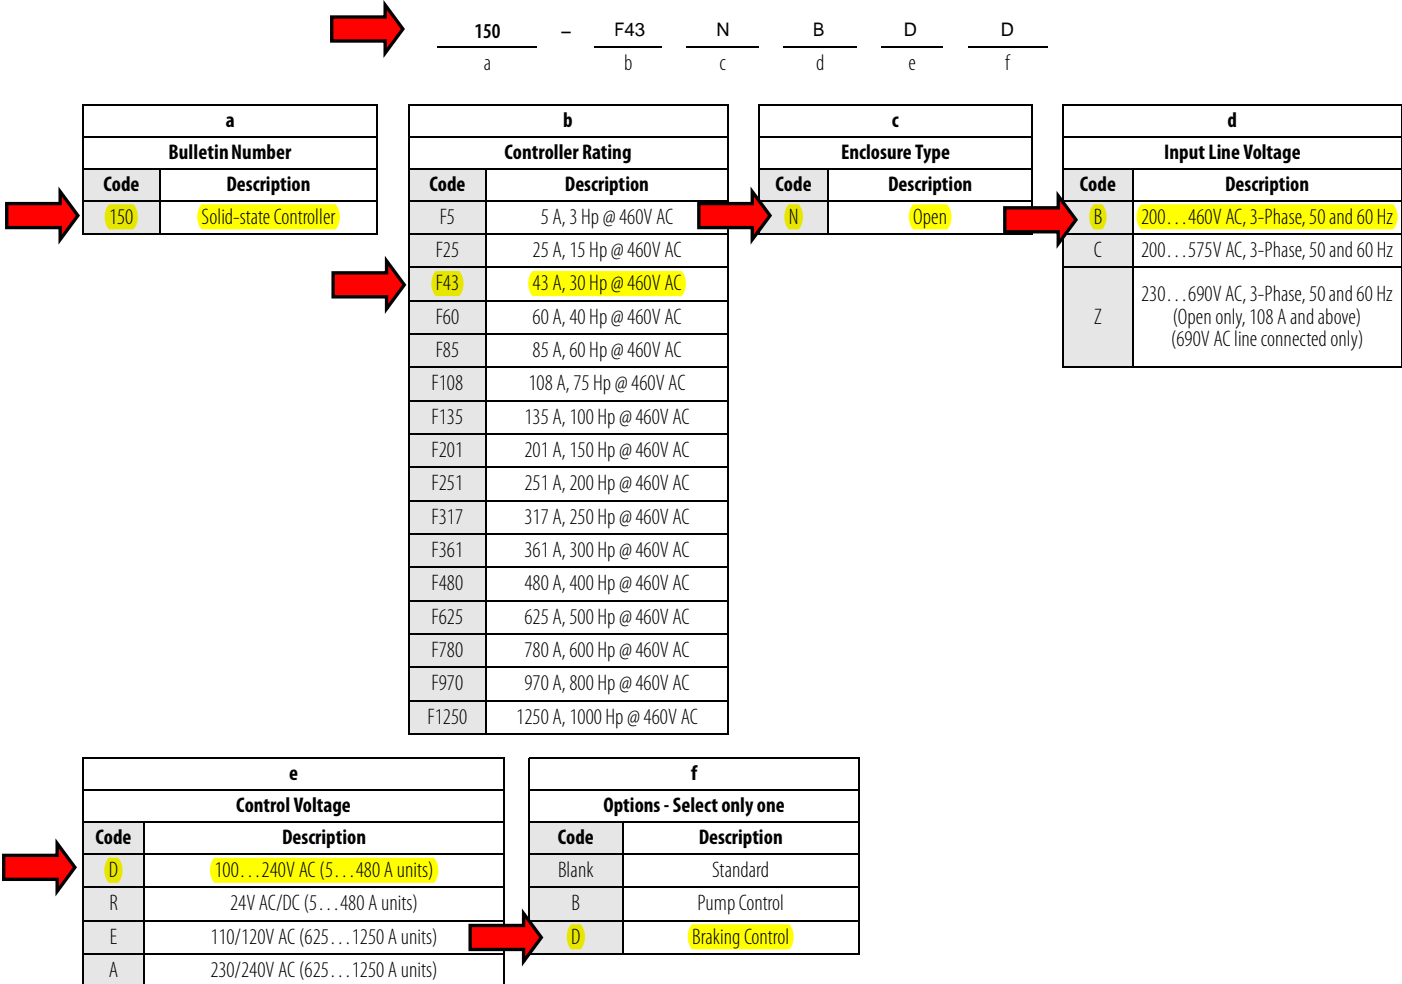 150 – F43 N B D D
a b c d e f
a
Bulletin Number
Code Description
150 Solid-state Controller
b
Controller Rating
Code Description
F5 5 A, 3 Hp @ 460V AC
F25 25 A, 15 Hp @ 460V AC
F43 43 A, 30 Hp @ 460V AC
F60 60 A, 40 Hp @ 460V AC
F85 85 A, 60 Hp @ 460V AC
F108 108 A, 75 Hp @ 460V AC
F135 135 A, 100 Hp @ 460V AC
F201 201 A, 150 Hp @ 460V AC
F251 251 A, 200 Hp @ 460V AC
F317 317 A, 250 Hp @ 460V AC
F361 361 A, 300 Hp @ 460V AC
F480 480 A, 400 Hp @ 460V AC
F625 625 A, 500 Hp @ 460V AC
F780 780 A, 600 Hp @ 460V AC
F970 970 A, 800 Hp @ 460V AC
F1250 1250 A, 1000 Hp @ 460V AC
c
Enclosure Type
Code Description
N Open
d
Input Line Voltage
Code Description
B 200...460V AC, 3-Phase, 50 and 60 Hz
C 200...575V AC, 3-Phase, 50 and 60 Hz
Z 230...690V AC, 3-Phase, 50 and 60 Hz
(Open only, 108 A and above)
(690V AC line connected only)
e
Control Voltage
Code Description
D 100...240V AC (5...480 A units)
R 24V AC/DC (5...480 A units)
E 110/120V AC (625...1250 A units)
A 230/240V AC (625...1250 A units)
f
Options - Select only one
Code Description
Blank Standard
B Pump Control
D Braking Control